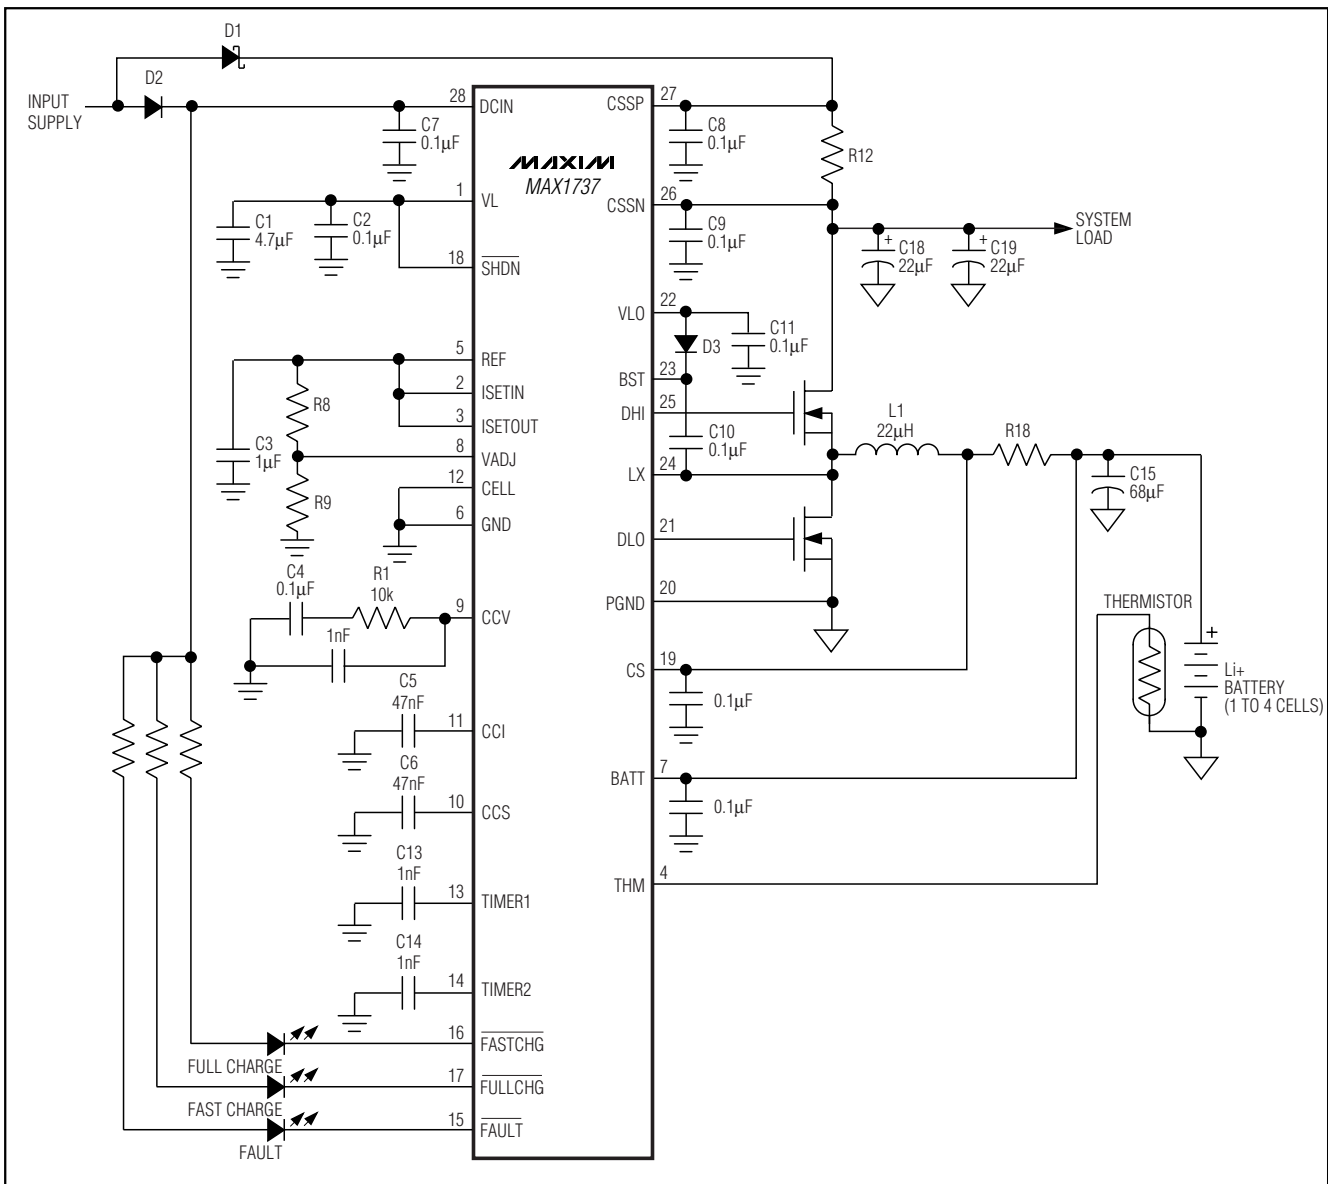 D1
INPUT
SUPPLY
D2
28
DCIN
C7
0.1µF
MAXIM
MAX1737
1
VL
C1
4.7µF
C2
0.1µF
18
SHDN
5
REF
2
ISETIN
3
ISETOUT
R8
8
VADJ
C3
1µF
R9
12
CELL
6
GND
C4
0.1µF
R1
10k
9
CCV
1nF
C5
47nF
11
CCI
C6
47nF
10
CCS
C13
1nF
13
TIMER1
C14
1nF
14
TIMER2
16
FASTCHG
FULL CHARGE
17
FULLCHG
FAST CHARGE
15
FAULT
FAULT
CSSP
27
C8
0.1µF
R12
CSSN
26
C9
0.1µF
SYSTEM
LOAD
+
C18
22µF
+
C19
22µF
VLO
22
C11
0.1µF
D3
BST
23
DHI
25
C10
0.1µF
LX
24
L1
22µH
R18
C15
68µF
DLO
21
PGND
20
THERMISTOR
CS
19
0.1µF
+
Li+
BATTERY
(1 TO 4 CELLS)
BATT
7
0.1µF
THM
4